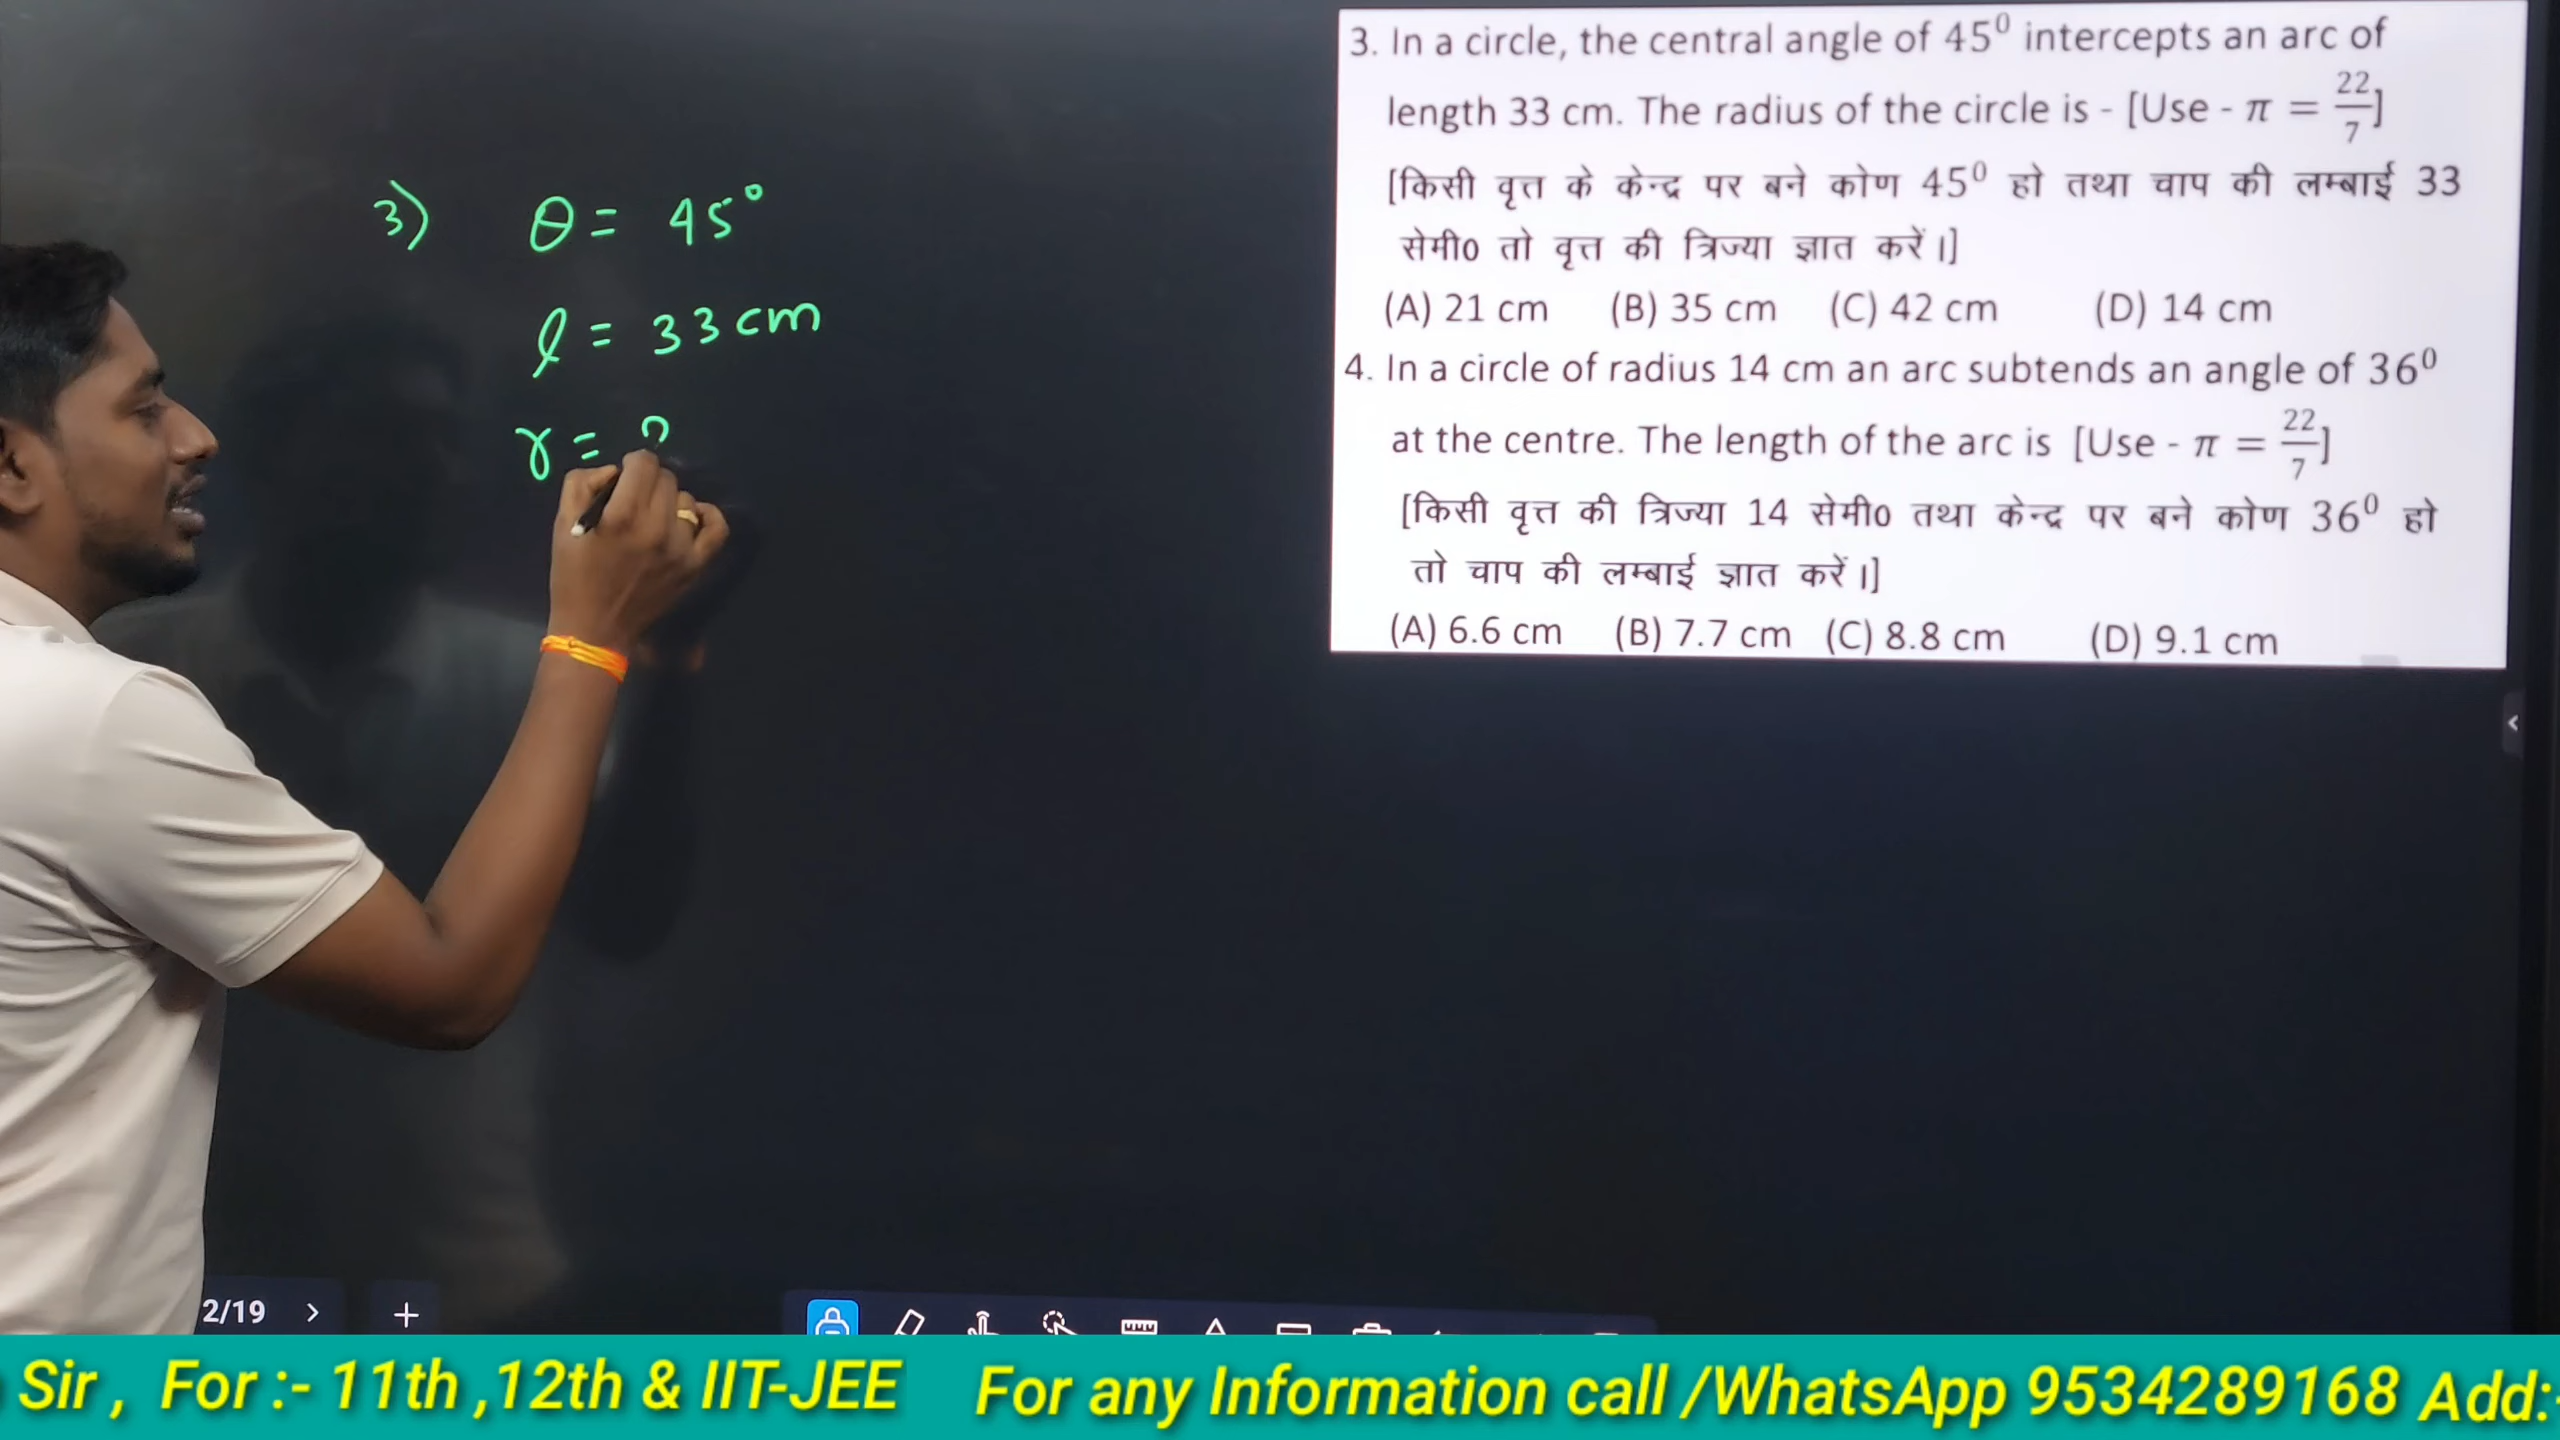 3. In a circle, the central angle of 45⁰ intercepts an arc of
length 33 cm. The radius of the circle is - [Use - π = 22/7]
[किसी वृत्त के केन्द्र पर बने कोण 45⁰ हो तथा चाप की लम्बाई 33
सेमी० तो वृत्त की त्रिज्या ज्ञात करें।]
(A) 21 cm (B) 35 cm (C) 42 cm (D) 14 cm
4. In a circle of radius 14 cm an arc subtends an angle of 36⁰
at the centre. The length of the arc is [Use - π = 22/7]
[किसी वृत्त की त्रिज्या 14 सेमी० तथा केन्द्र पर बने कोण 36⁰ हो
तो चाप की लम्बाई ज्ञात करें।]
(A) 6.6 cm (B) 7.7 cm (C) 8.8 cm (D) 9.1 cm
3) θ = 45°
l = 33 cm
r = ?
2/19 > +
Sir , For :- 11th ,12th & IIT-JEE For any Information call /WhatsApp 9534289168 Add:-